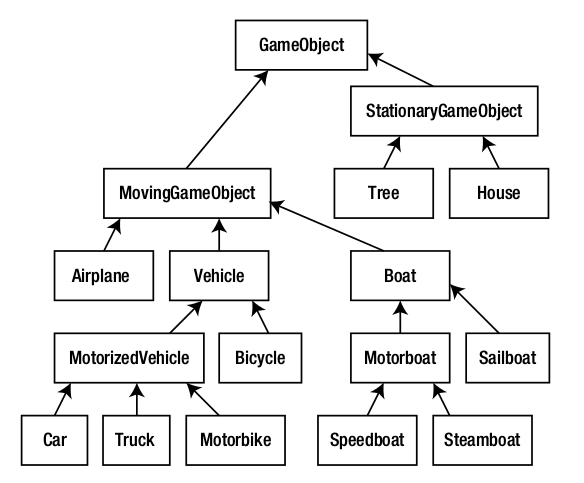 GameObject
StationaryGameObject
MovingGameObject
Tree
House
Airplane
Vehicle
Boat
MotorizedVehicle
Bicycle
Motorboat
Sailboat
Car
Truck
Motorbike
Speedboat
Steamboat